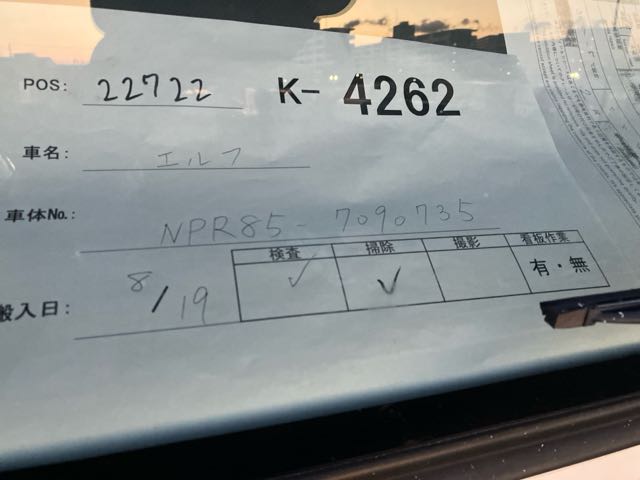 POS: 22722 K-4262
車名: エルフ
車体No.: NPR85-7090735
検査 掃除 撮影 看板作業
✓ ✓ 有・無
般入日: 8/19